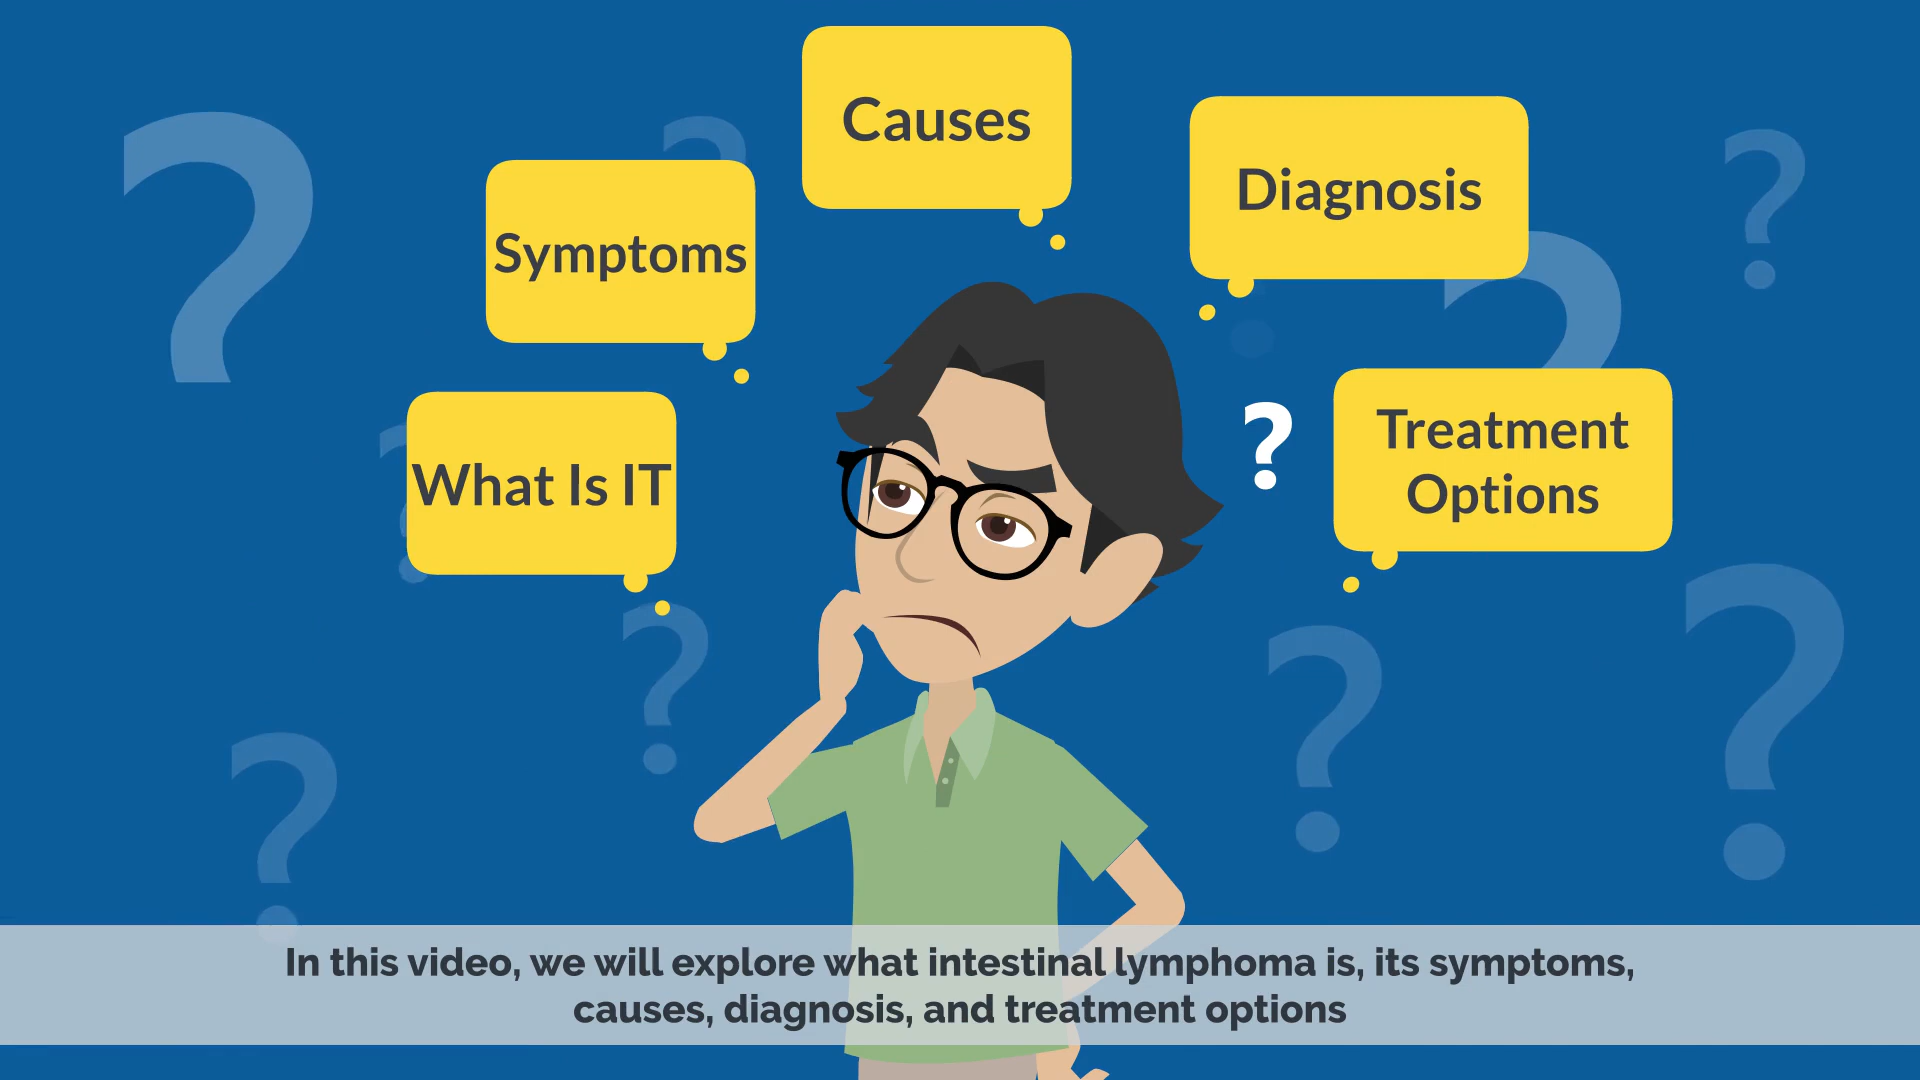 Causes
Diagnosis
Symptoms
What Is IT
?
Treatment
Options
In this video, we will explore what intestinal lymphoma is, its symptoms,
causes, diagnosis, and treatment options